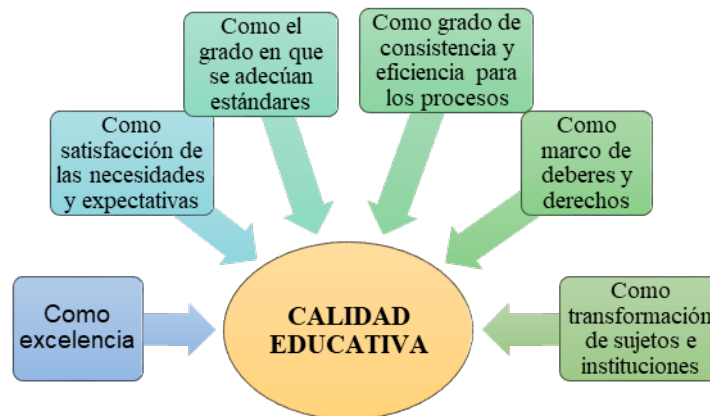 Como
excelencia
Como
satisfacción de
las necesidades
y expectativas
Como el
grado en que
se adecúan
estándares
Como grado de
consistencia y
eficiencia para
los procesos
Como
marco de
deberes y
derechos
Como
transformación
de sujetos e
instituciones
CALIDAD
EDUCATIVA